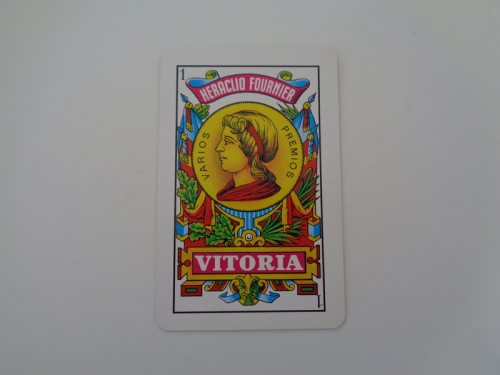 1
HERACLIO FOURNIER
VARIOS PREMIOS
VITORIA
1